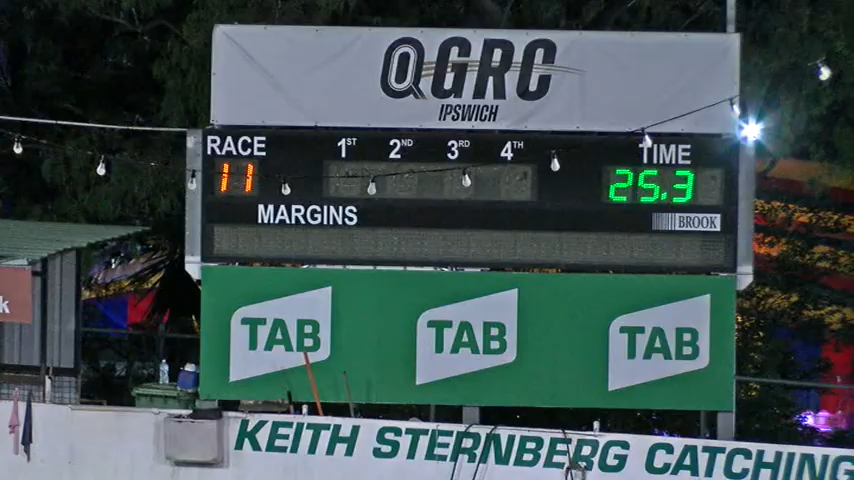 QGRC
IPSWICH
RACE 1ST 2ND 3RD 4TH TIME
11 25.3
MARGINS BROOK
TAB TAB TAB
k
KEITH STERNBERG CATCHING